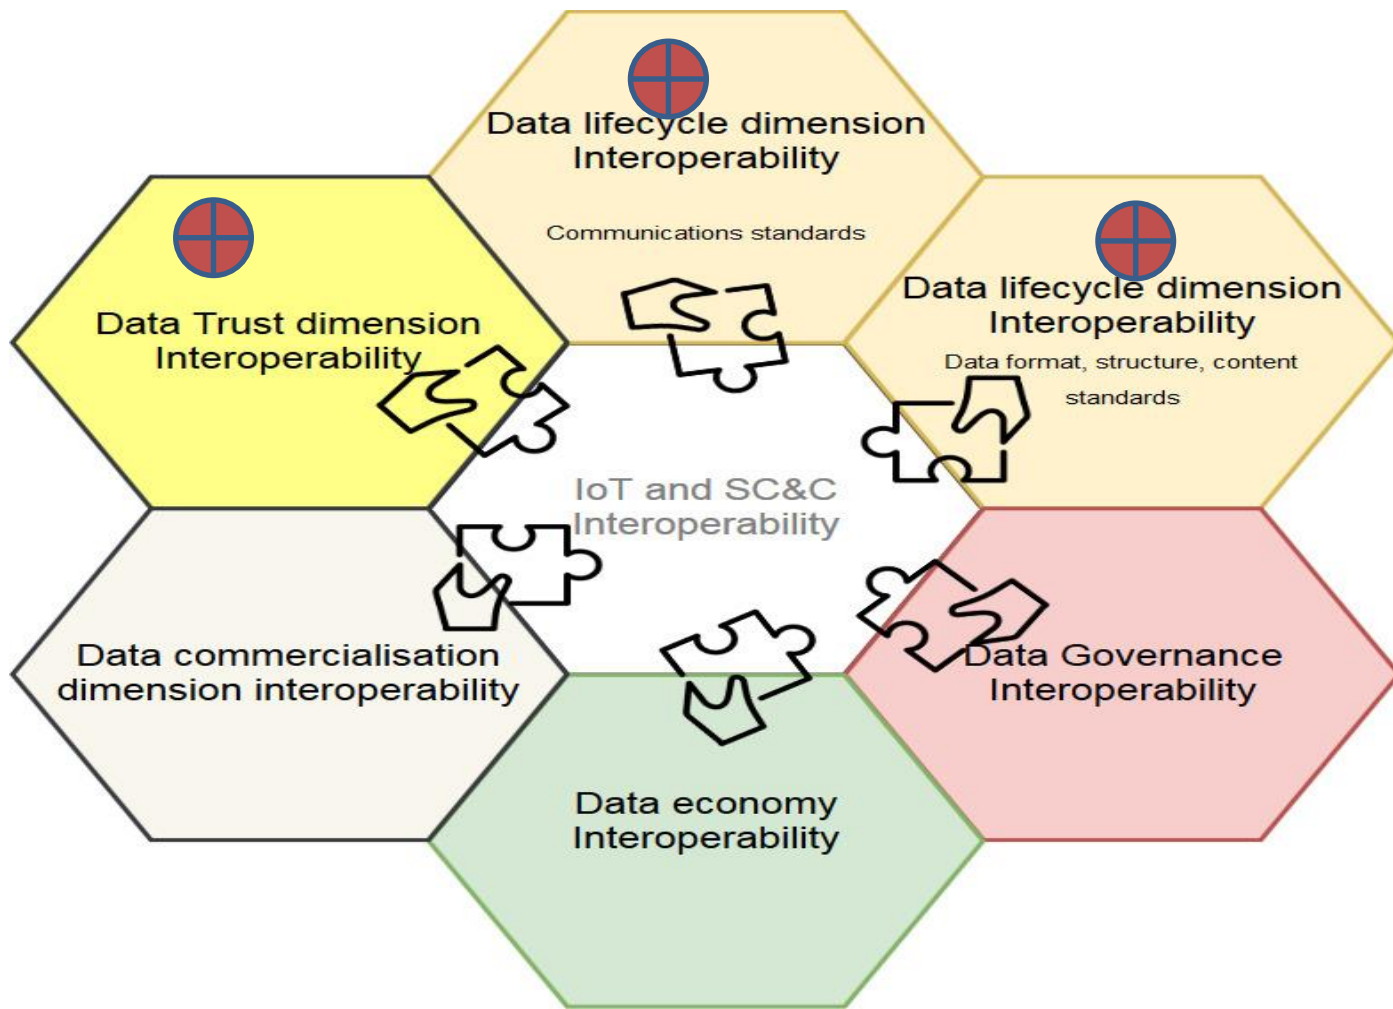 Data lifecycle dimension
Interoperability
Communications standards
Data lifecycle dimension
Interoperability
Data format, structure, content
standards
Data Trust dimension
Interoperability
IoT and SC&C
Interoperability
Data commercialisation
dimension interoperability
Data Governance
Interoperability
Data economy
Interoperability